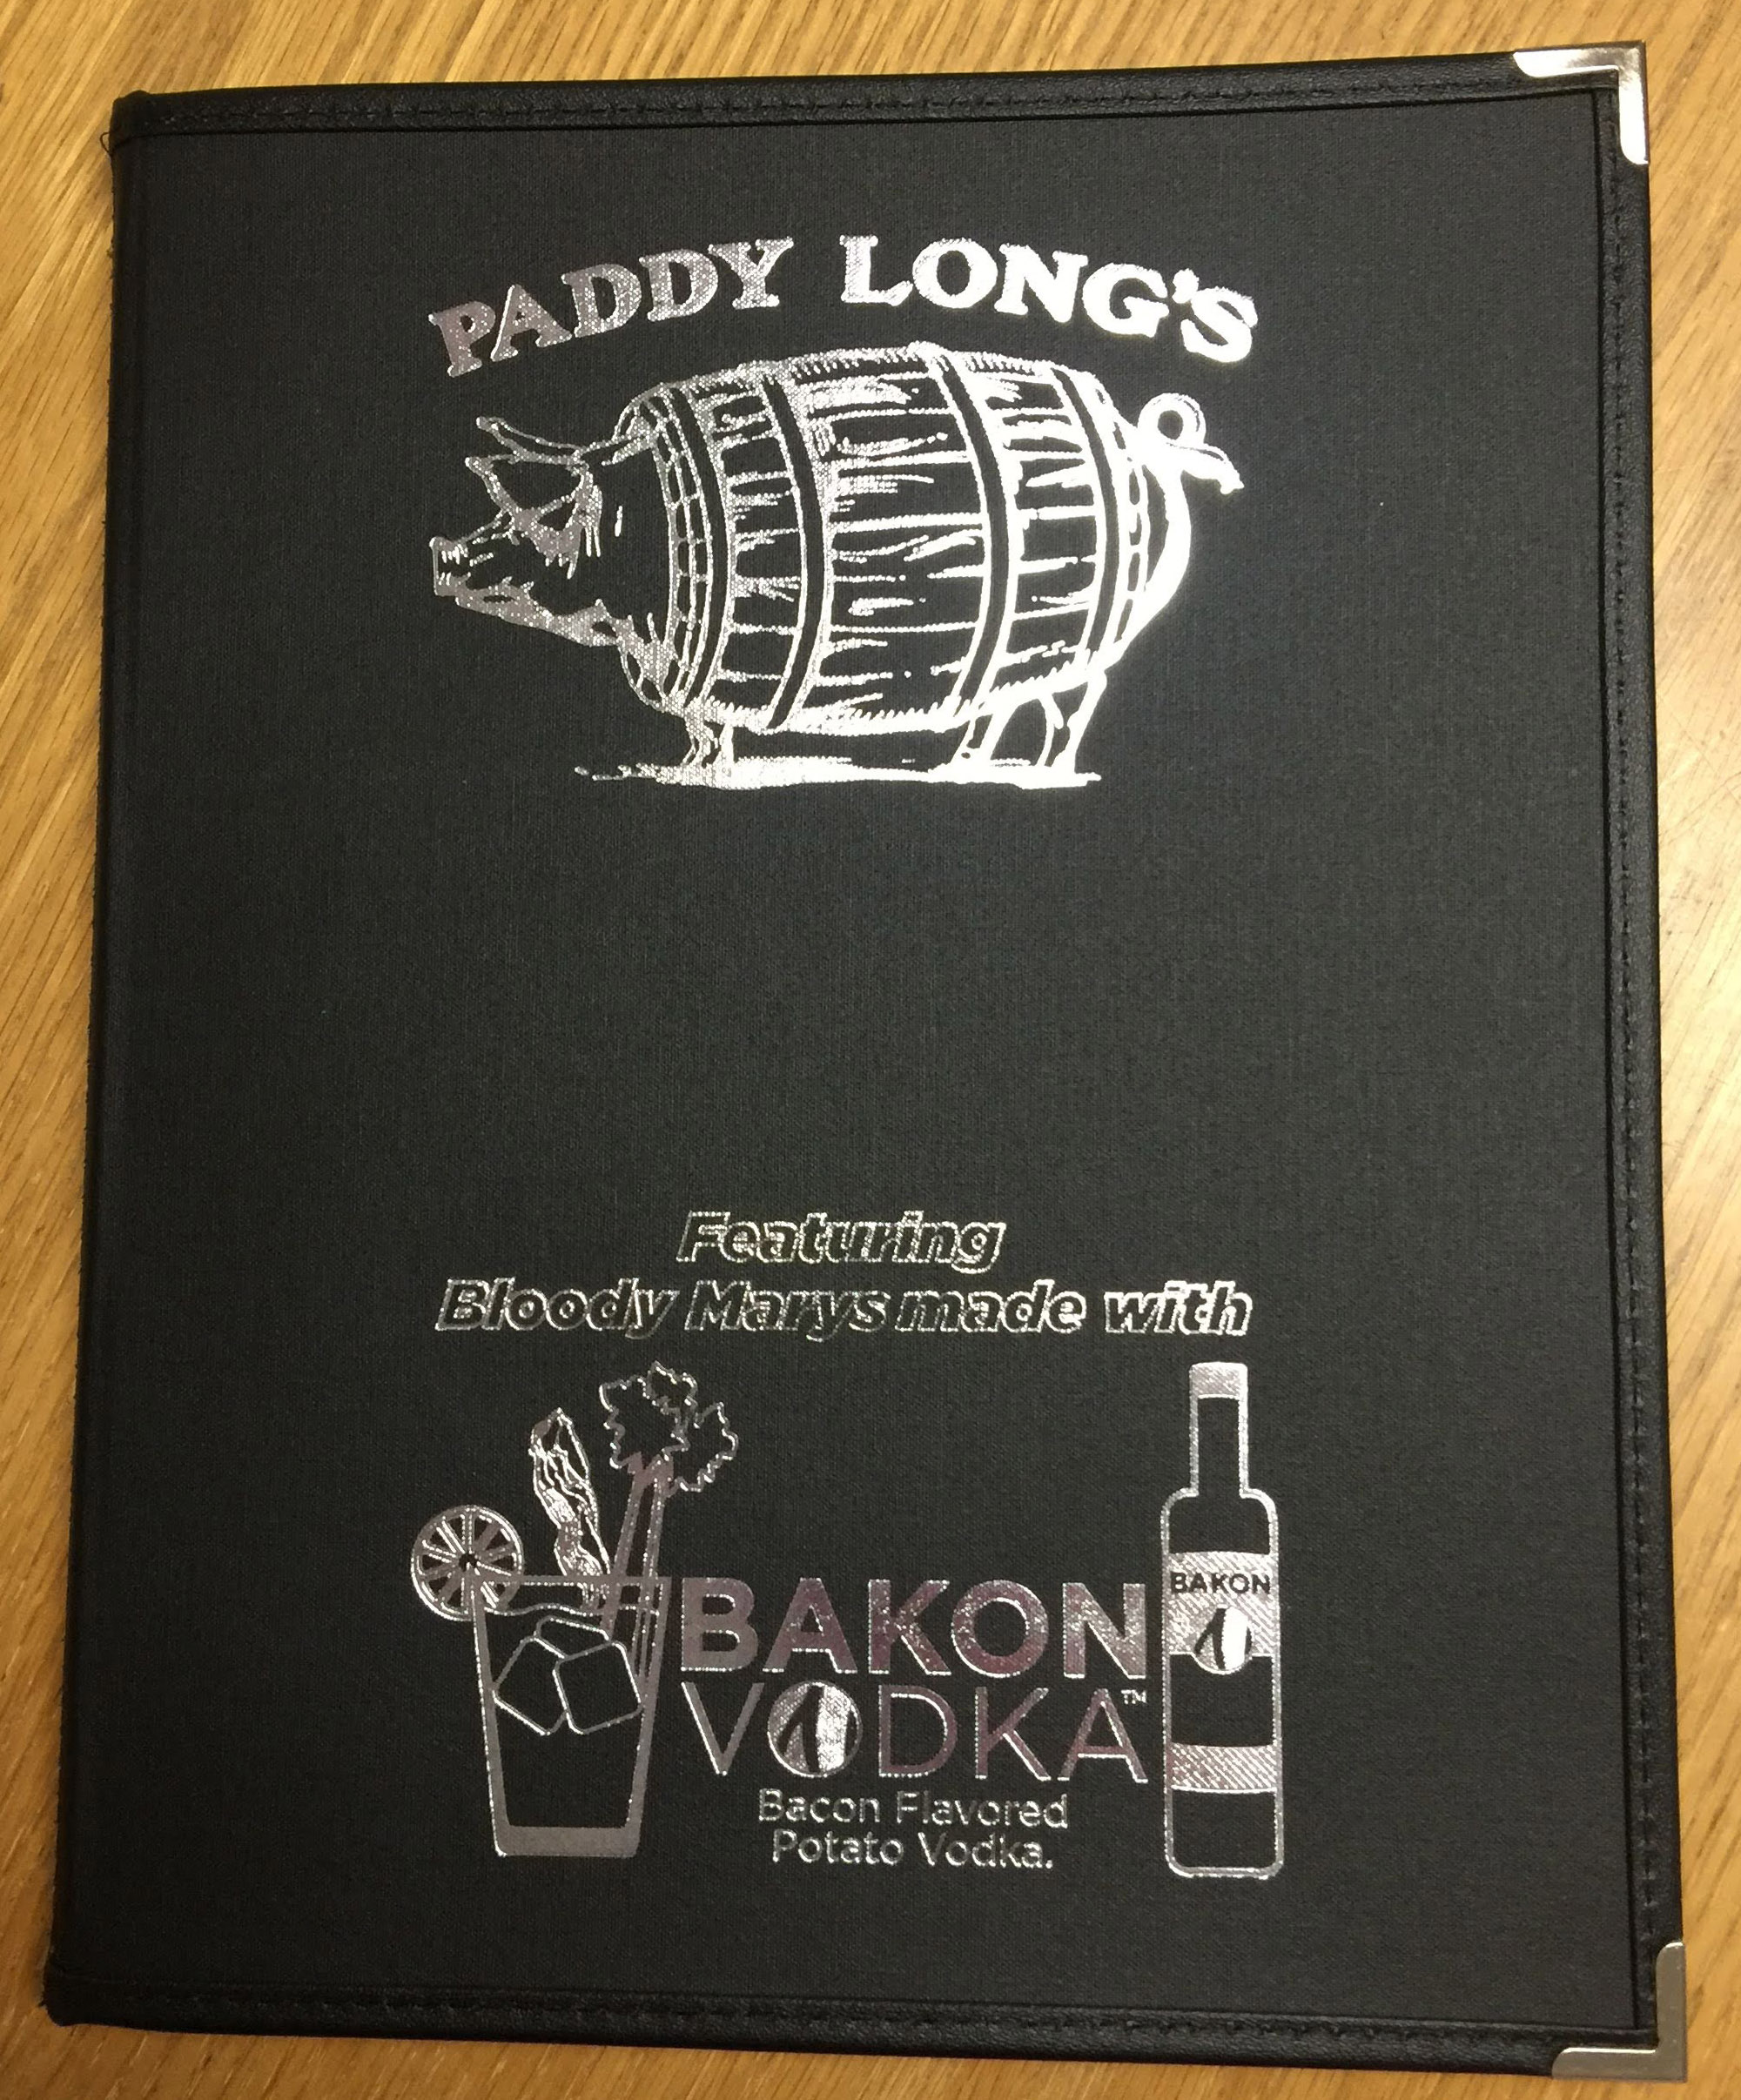 PADDY LONG'S
Featuring
Bloody Marys made with
BAKON
VODKA™
Bacon Flavored
Potato Vodka.
BAKON